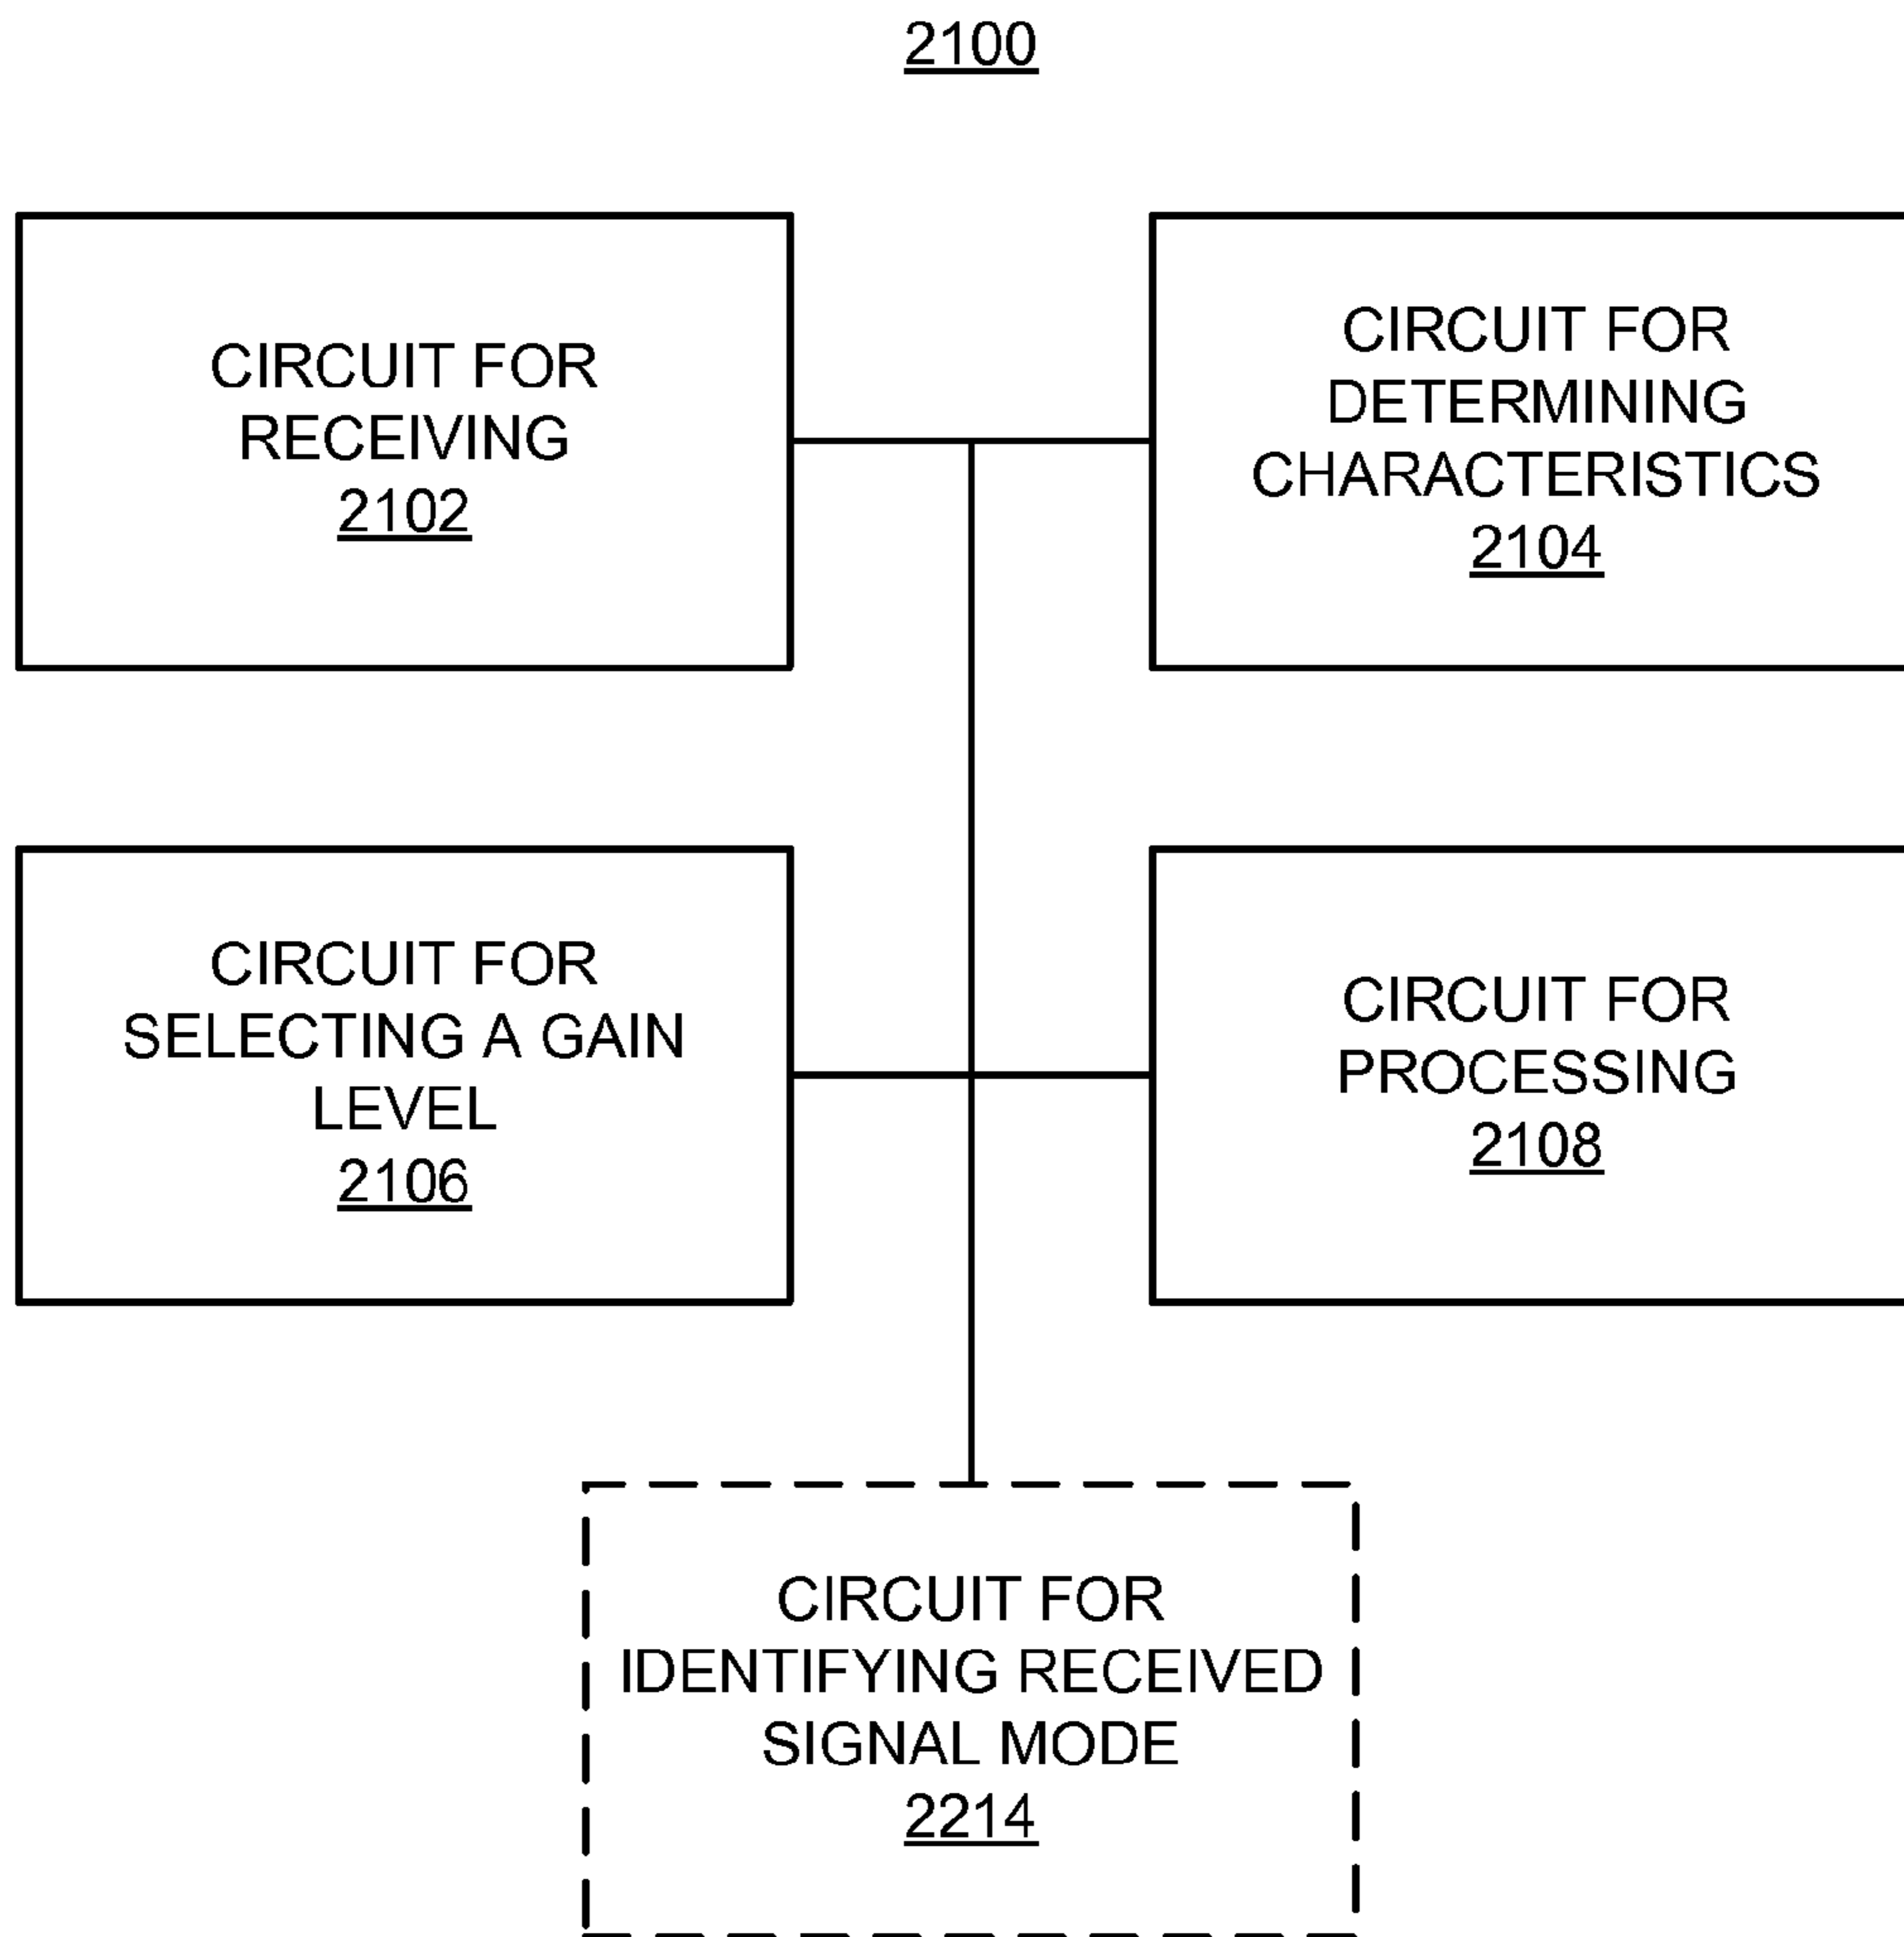 2100
CIRCUIT FOR
RECEIVING
2102
CIRCUIT FOR
DETERMINING
CHARACTERISTICS
2104
CIRCUIT FOR
SELECTING A GAIN
LEVEL
2106
CIRCUIT FOR
PROCESSING
2108
CIRCUIT FOR
IDENTIFYING RECEIVED
SIGNAL MODE
2214